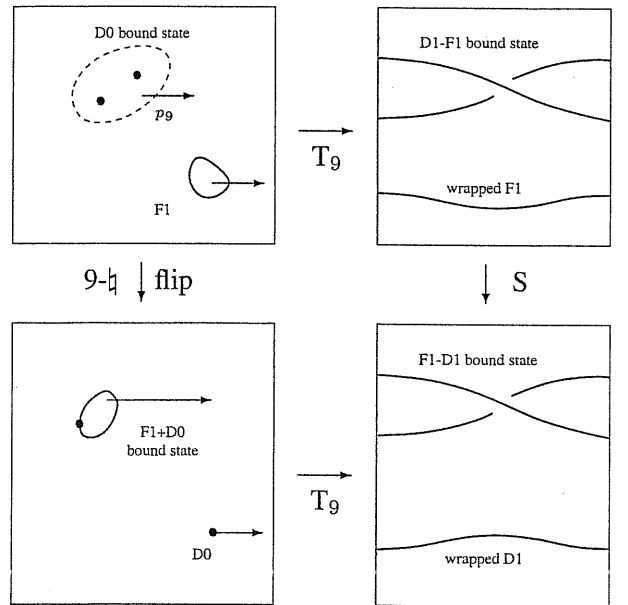 D0 bound state
p9
F1
T9
D1-F1 bound state
wrapped F1
9-♮ flip
S
F1+D0
bound state
D0
T9
F1-D1 bound state
wrapped D1